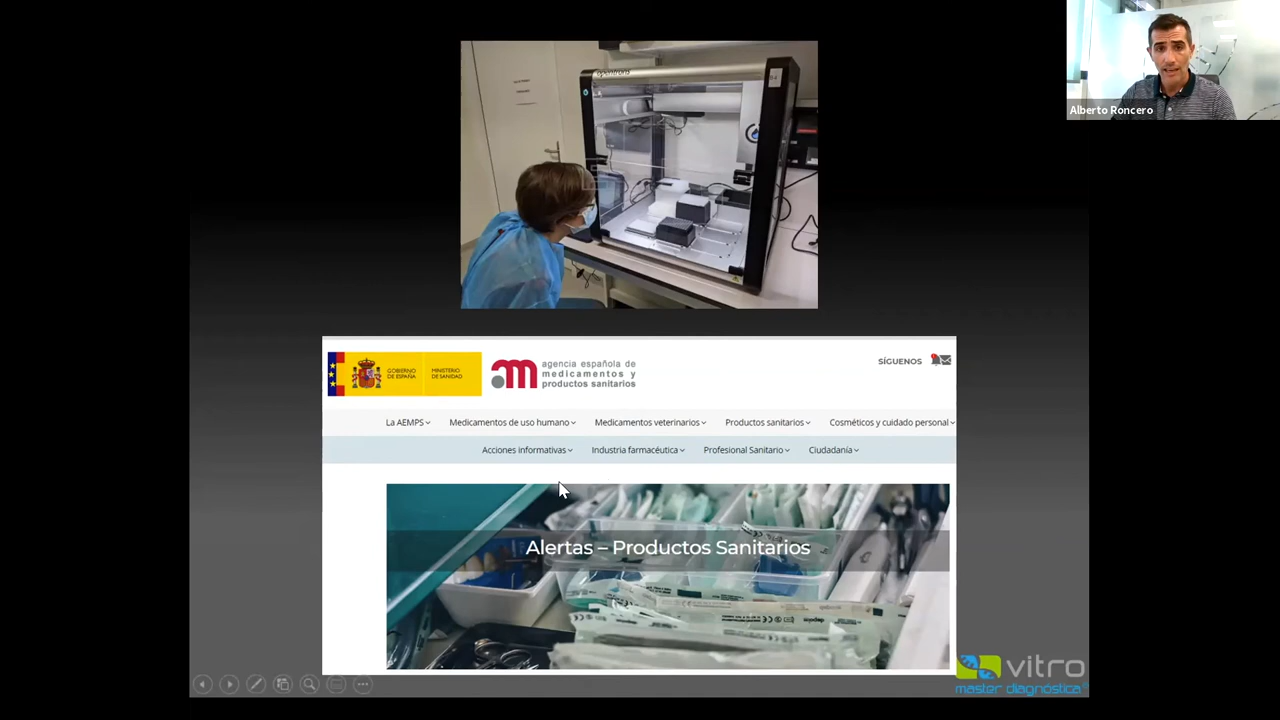 opentrons
Alberto Roncero
GOBIERNO
DE ESPAÑA
MINISTERIO
DE SANIDAD
agencia española de
medicamentos y
productos sanitarios
SÍGUENOS
La AEMPS
Medicamentos de uso humano
Medicamentos veterinarios
Productos sanitarios
Cosméticos y cuidado personal
Acciones informativas
Industria farmacéutica
Profesional Sanitario
Ciudadanía
Alertas – Productos Sanitarios
vitro
master diagnóstica